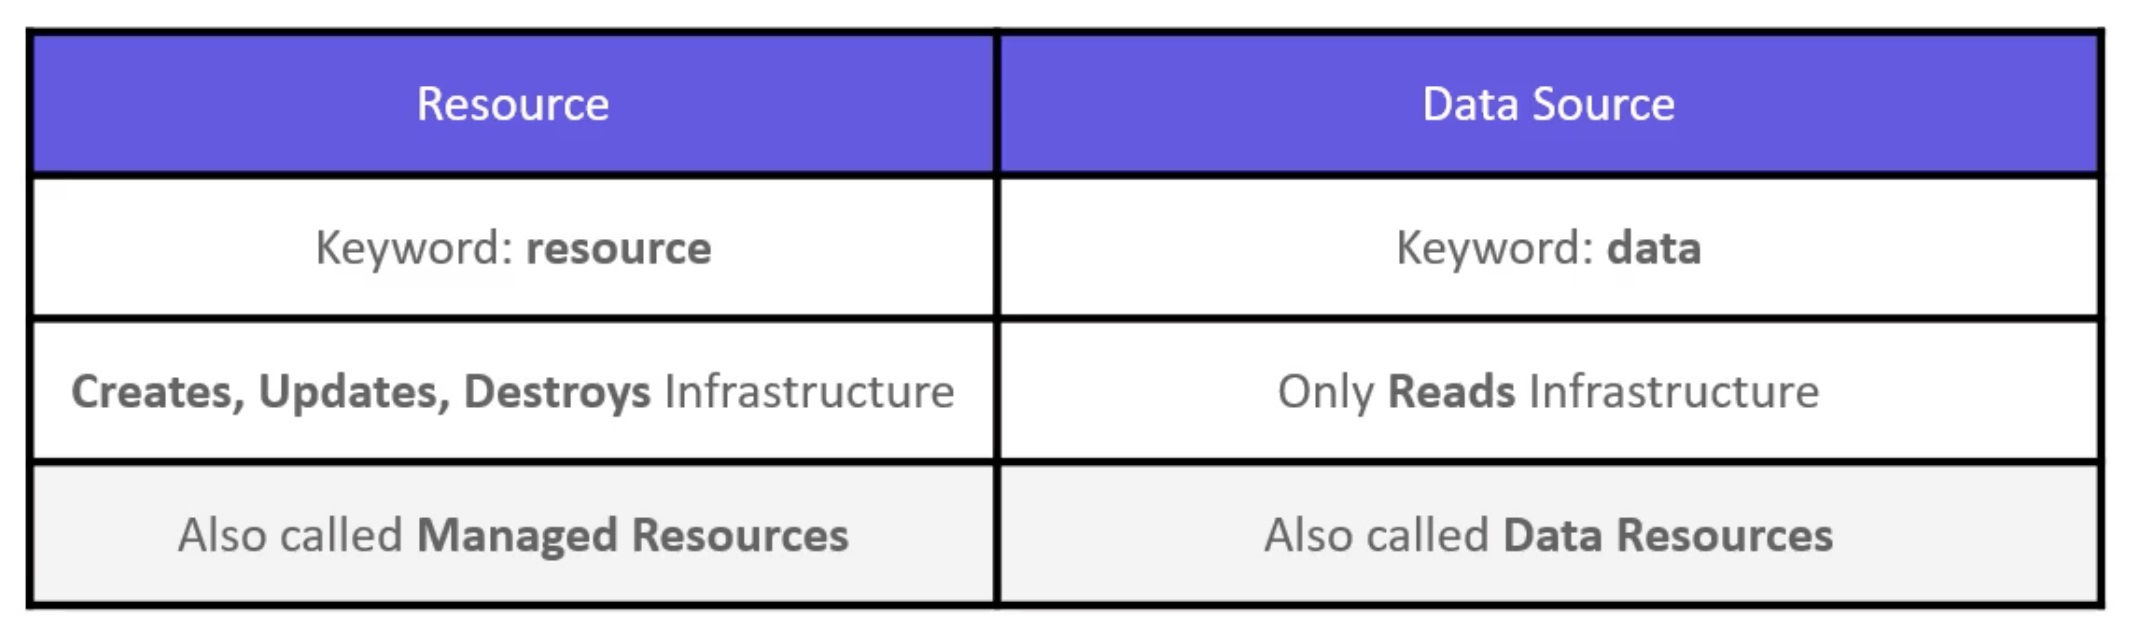 Resource
Data Source
Keyword: resource
Keyword: data
Creates, Updates, Destroys Infrastructure
Only Reads Infrastructure
Also called Managed Resources
Also called Data Resources